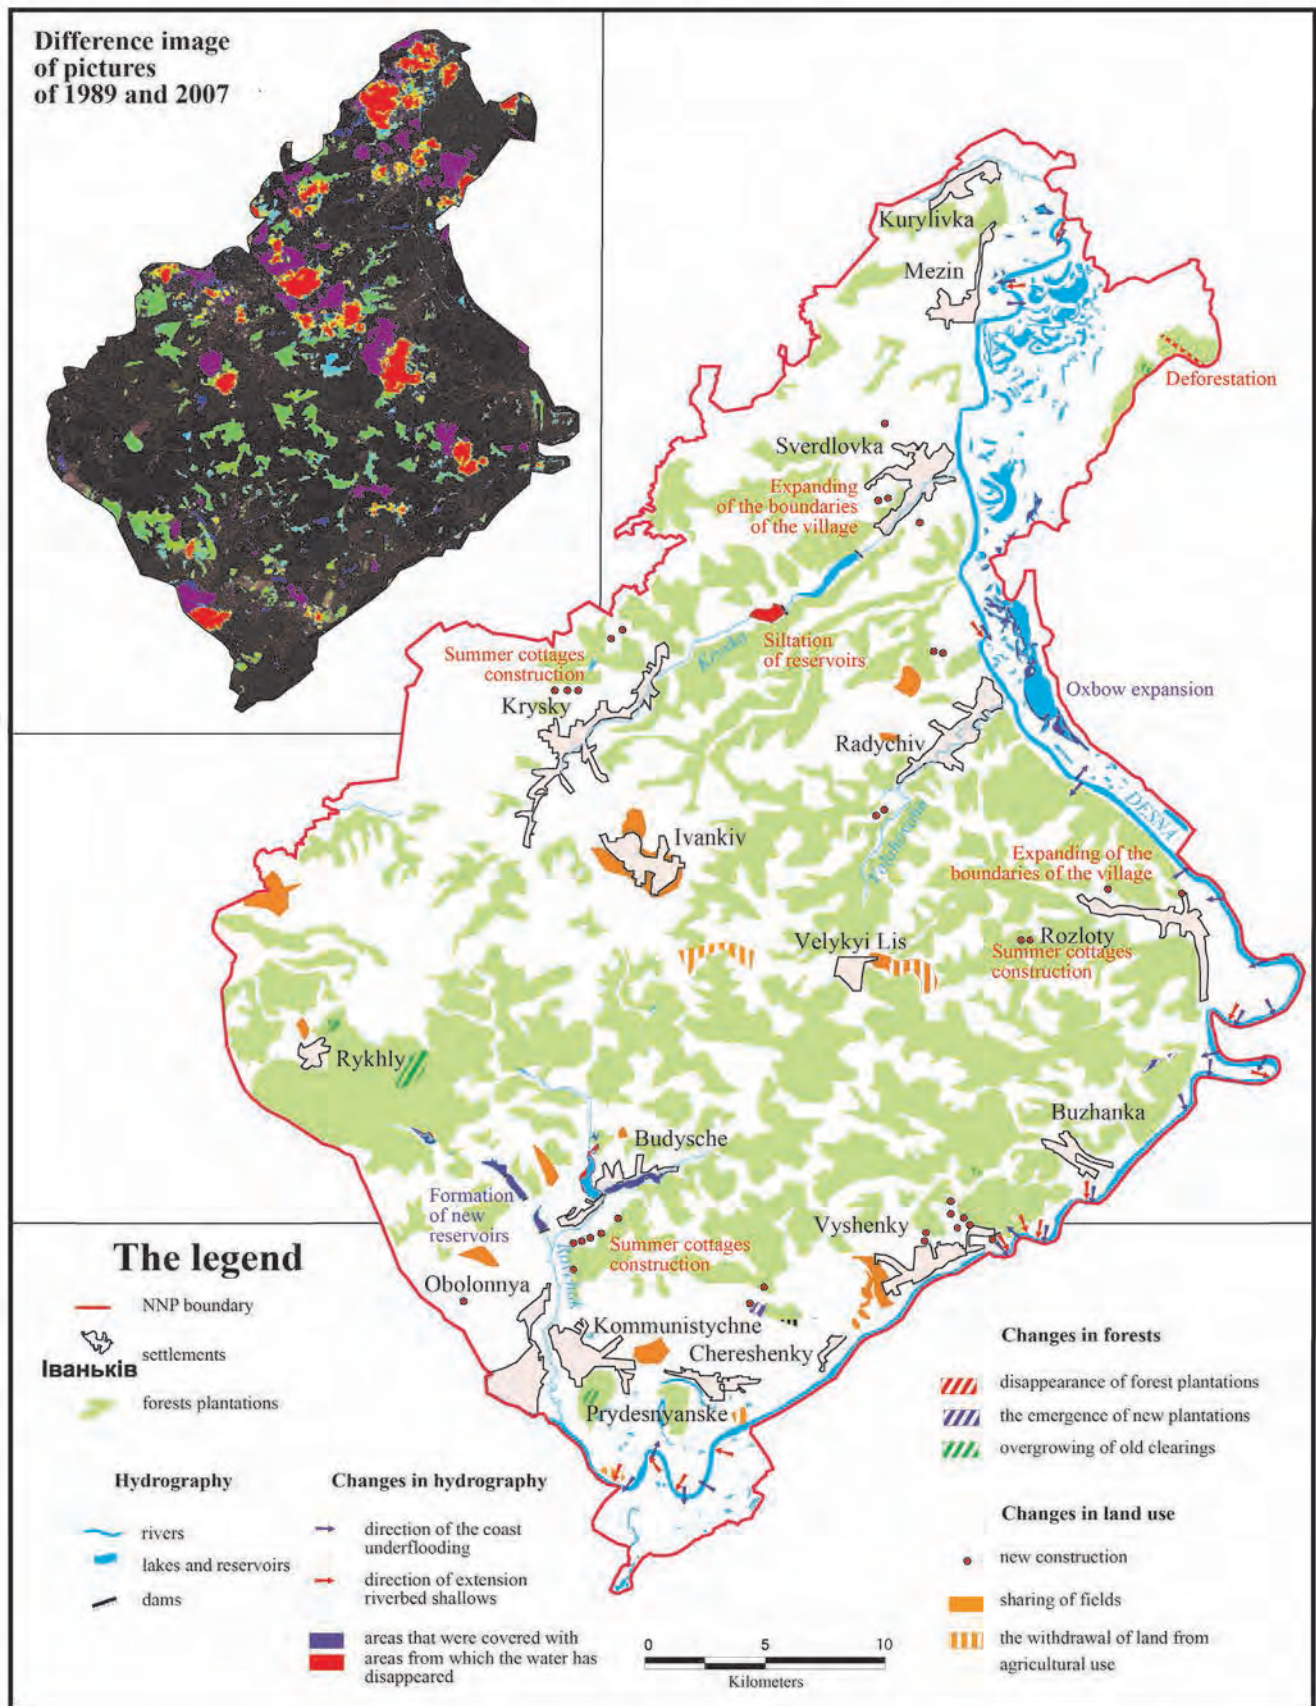 Difference image
of pictures
of 1989 and 2007
Kurylivka
Mezin
Deforestation
Sverdlovka
Expanding
of the boundaries
of the village
Siltation
of reservoirs
Summer cottages
construction
Krysky
Oxbow expansion
Radychiv
DESNA
Ivankiv
Expanding of the
boundaries of the village
Velykyi Lis
Rozloty
Summer cottages
construction
Rykhly
Buzhanka
Budysche
Formation
of new
reservoirs
Vyshenky
Summer cottages
construction
Obolonnya
Kommunistychne
Chereshenky
Prydesnyanske
The legend
NNP boundary
settlements
Іваньків
forests plantations
Hydrography
rivers
lakes and reservoirs
dams
Changes in hydrography
direction of the coast
underflooding
direction of extension
riverbed shallows
areas that were covered with
areas from which the water has
disappeared
0 5 10
Kilometers
Changes in forests
disappearance of forest plantations
the emergence of new plantations
overgrowing of old clearings
Changes in land use
new construction
sharing of fields
the withdrawal of land from
agricultural use